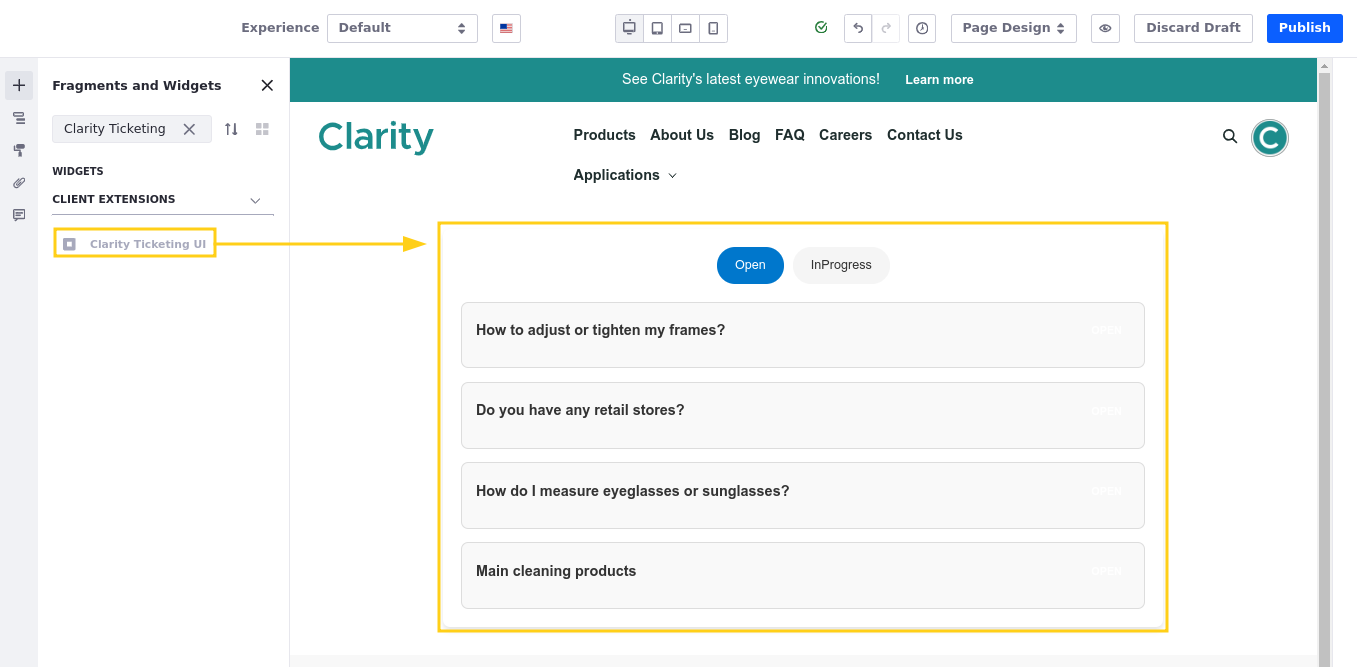 Experience Default Page Design Discard Draft Publish
Fragments and Widgets
Clarity Ticketing
WIDGETS
CLIENT EXTENSIONS
Clarity Ticketing UI
See Clarity's latest eyewear innovations! Learn more
Clarity Products About Us Blog FAQ Careers Contact Us C
Applications
Open InProgress
How to adjust or tighten my frames? OPEN
Do you have any retail stores? OPEN
How do I measure eyeglasses or sunglasses? OPEN
Main cleaning products OPEN